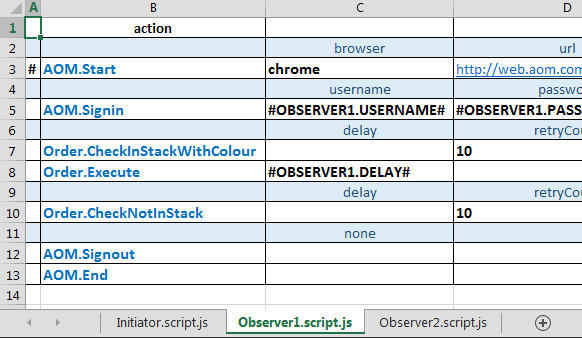 A B C D
1 action
2 browser url
3 # AOM.Start chrome http://web.aom.com
4 username passwo
5 AOM.Signin #OBSERVER1.USERNAME# #OBSERVER1.PASS
6 delay retryCou
7 Order.CheckInStackWithColour 10
8 Order.Execute #OBSERVER1.DELAY#
9 delay retryCou
10 Order.CheckNotInStack 10
11 none
12 AOM.Signout
13 AOM.End
14
Initiator.script.js Observer1.script.js Observer2.script.js